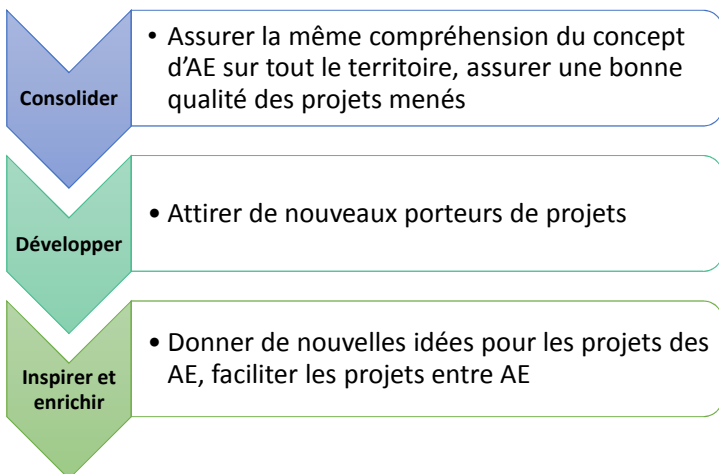 Consolider
• Assurer la même compréhension du concept
d'AE sur tout le territoire, assurer une bonne
qualité des projets menés
Développer
• Attirer de nouveaux porteurs de projets
Inspirer et
enrichir
• Donner de nouvelles idées pour les projets des
AE, faciliter les projets entre AE